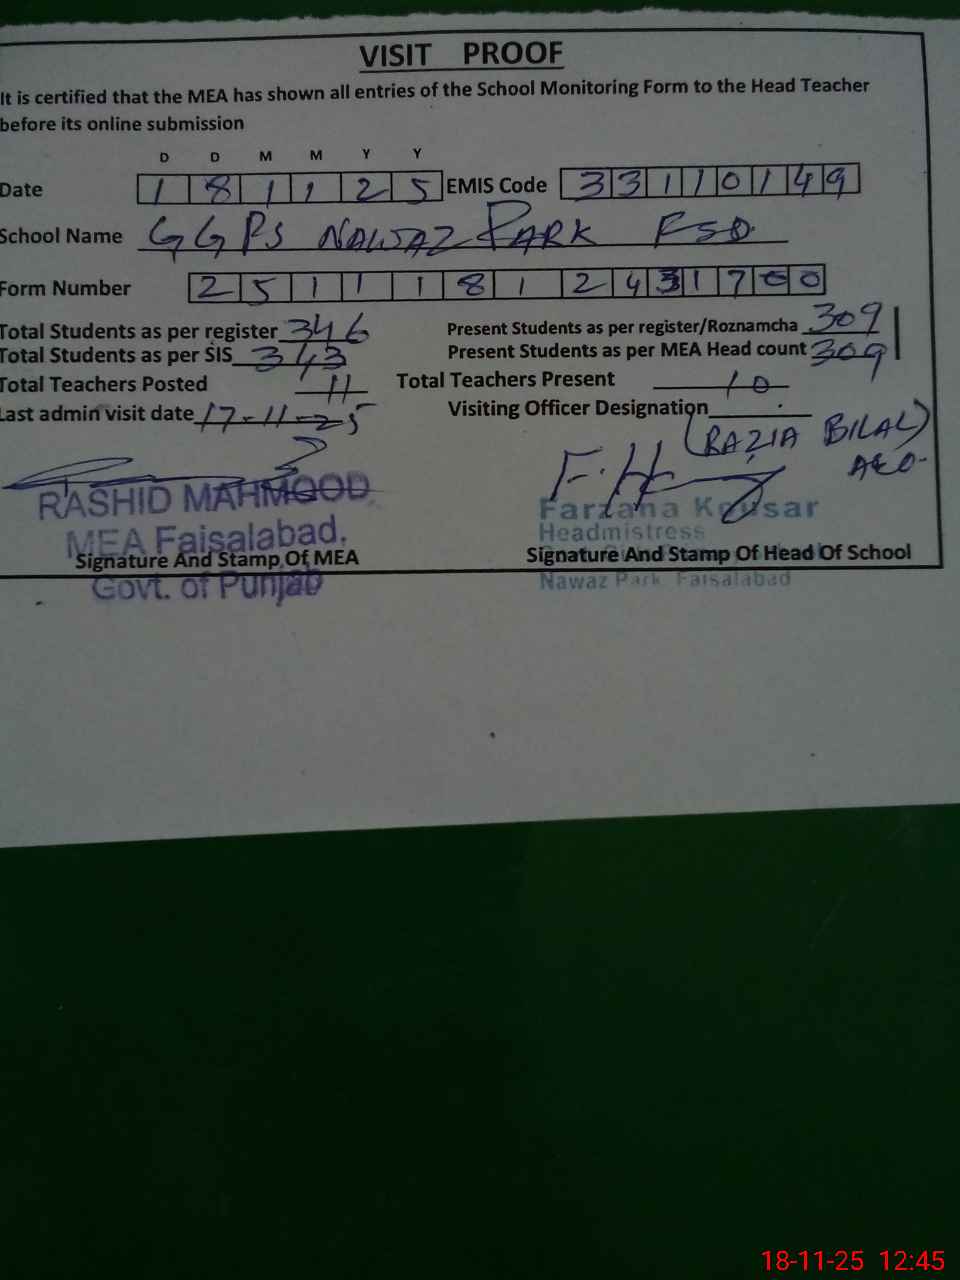 VISIT PROOF
It is certified that the MEA has shown all entries of the School Monitoring Form to the Head Teacher
before its online submission
D D M M Y Y
Date 1 8 1 1 2 5 EMIS Code 3 3 1 1 0 1 4 9
School Name GGPS NAWAZ PARK FSD.
Form Number 2 5 1 1 1 8 1 2 4 3 1 7 0 0
Total Students as per register 346 Present Students as per register/Roznamcha 309
Total Students as per SIS 343 Present Students as per MEA Head count 309
Total Teachers Posted 11 Total Teachers Present 10
Last admin visit date 17-11-25 Visiting Officer Designation
(RAZIA BILAL)
AEO-
RASHID MAHMOOD
MEA Faisalabad.
Govt. of Punjab
Signature And Stamp Of MEA
Farzana Kousar
Headmistress
Signature And Stamp Of Head Of School
Nawaz Park Faisalabad
18-11-25 12:45